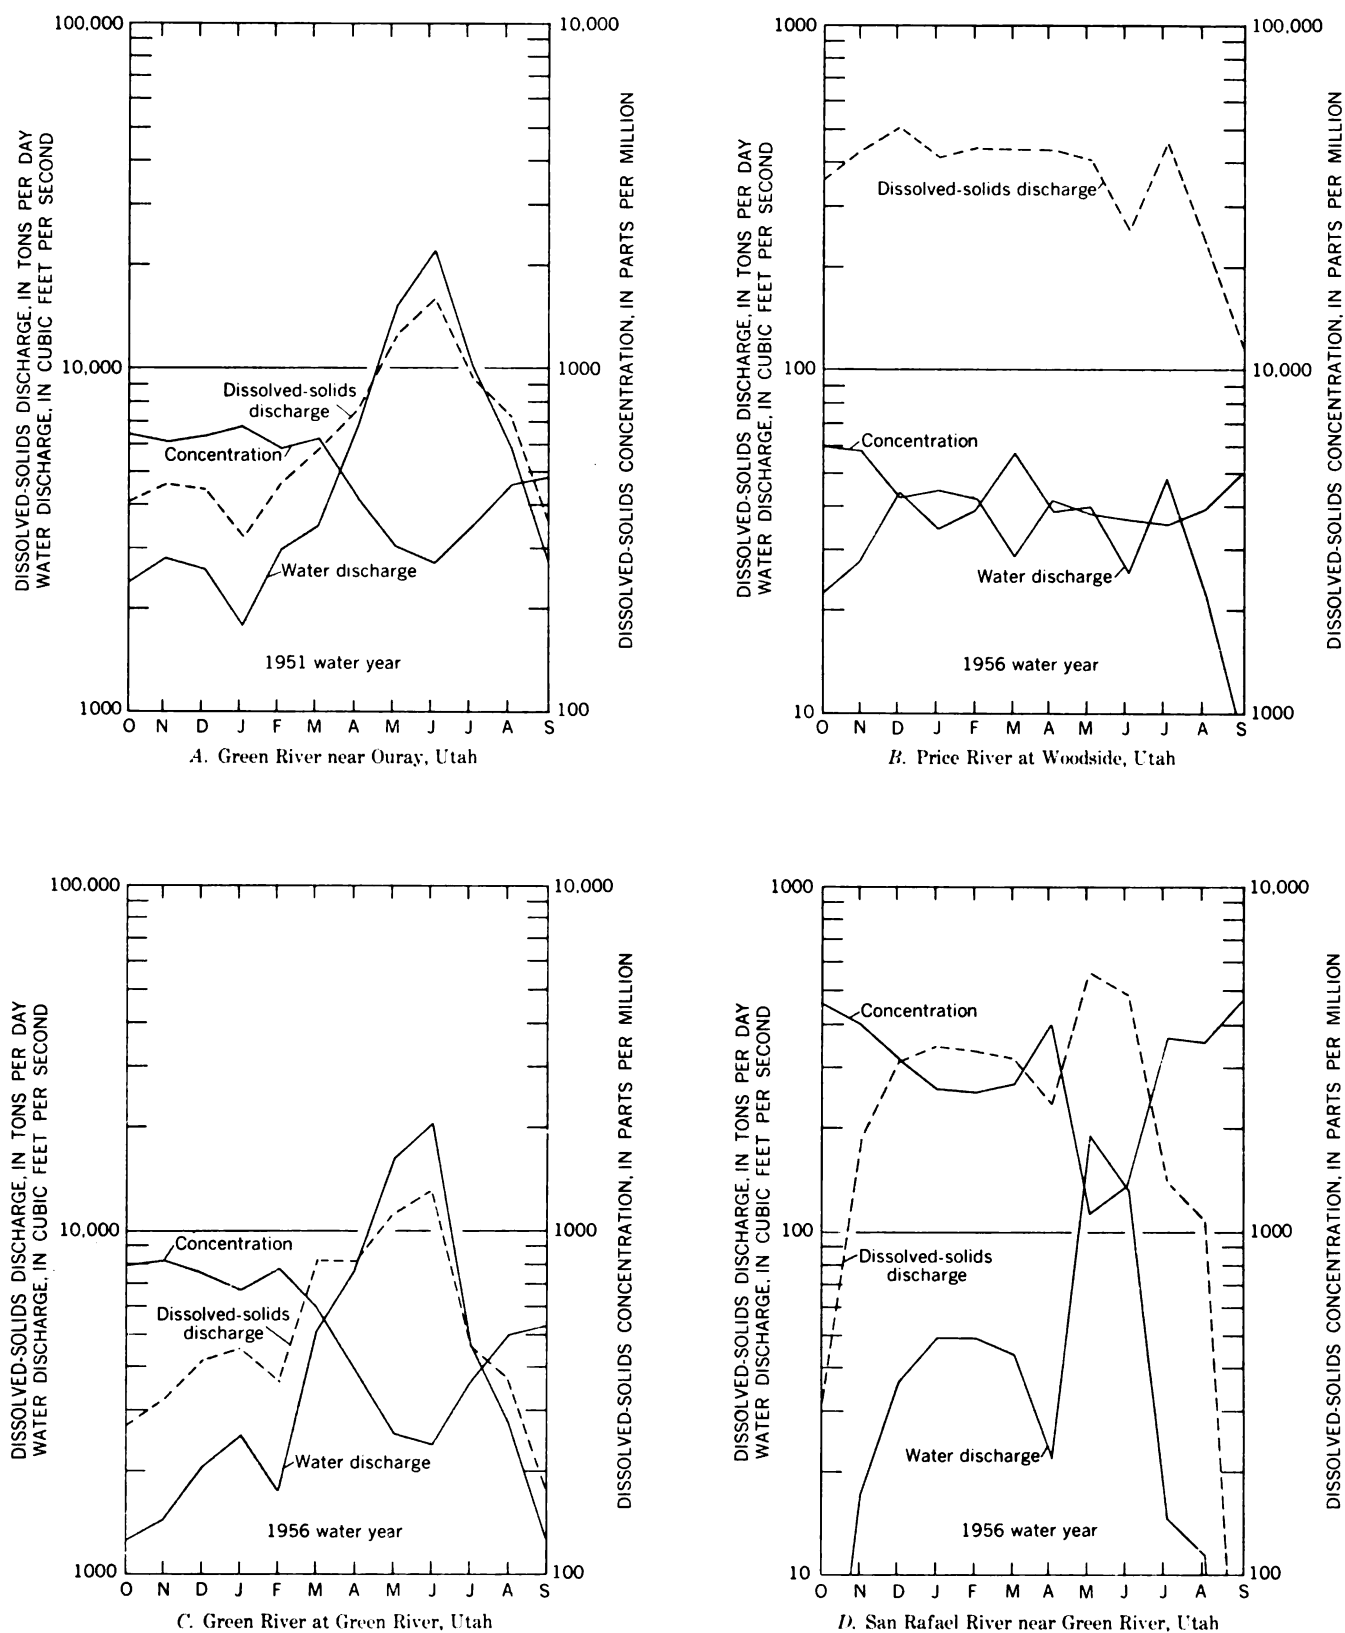 100,000
10,000
10,000
1000
1000
100
DISSOLVED-SOLIDS DISCHARGE, IN TONS PER DAY
WATER DISCHARGE, IN CUBIC FEET PER SECOND
DISSOLVED-SOLIDS CONCENTRATION, IN PARTS PER MILLION
Dissolved-solids
discharge
Concentration
Water discharge
1951 water year
O N D J F M A M J J A S
A. Green River near Ouray, Utah
1000
100
10
100,000
10,000
1000
DISSOLVED-SOLIDS DISCHARGE, IN TONS PER DAY
WATER DISCHARGE, IN CUBIC FEET PER SECOND
DISSOLVED-SOLIDS CONCENTRATION, IN PARTS PER MILLION
Dissolved-solids discharge
Concentration
Water discharge
1956 water year
O N D J F M A M J J A S
B. Price River at Woodside, Utah
100,000
10,000
10,000
1000
1000
100
DISSOLVED-SOLIDS DISCHARGE, IN TONS PER DAY
WATER DISCHARGE, IN CUBIC FEET PER SECOND
DISSOLVED-SOLIDS CONCENTRATION, IN PARTS PER MILLION
Concentration
Dissolved-solids
discharge
Water discharge
1956 water year
O N D J F M A M J J A S
C. Green River at Green River, Utah
1000
10,000
100
1000
10
100
DISSOLVED-SOLIDS DISCHARGE, IN TONS PER DAY
WATER DISCHARGE, IN CUBIC FEET PER SECOND
DISSOLVED-SOLIDS CONCENTRATION, IN PARTS PER MILLION
Concentration
Dissolved-solids
discharge
Water discharge
1956 water year
O N D J F M A M J J A S
D. San Rafael River near Green River, Utah